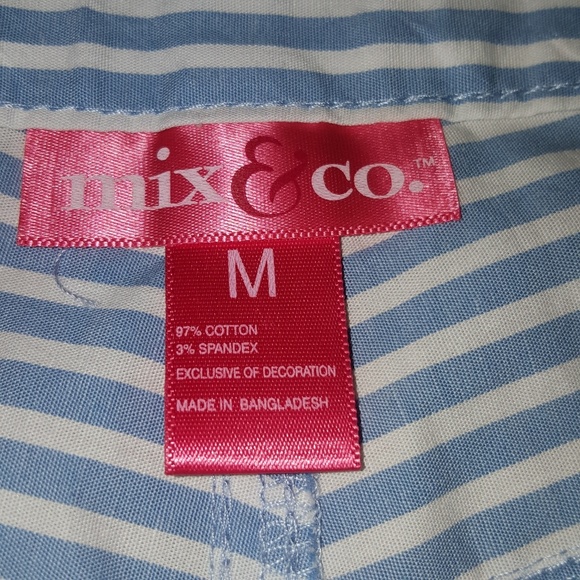 mix & co.™
M
97% COTTON
3% SPANDEX
EXCLUSIVE OF DECORATION
MADE IN BANGLADESH